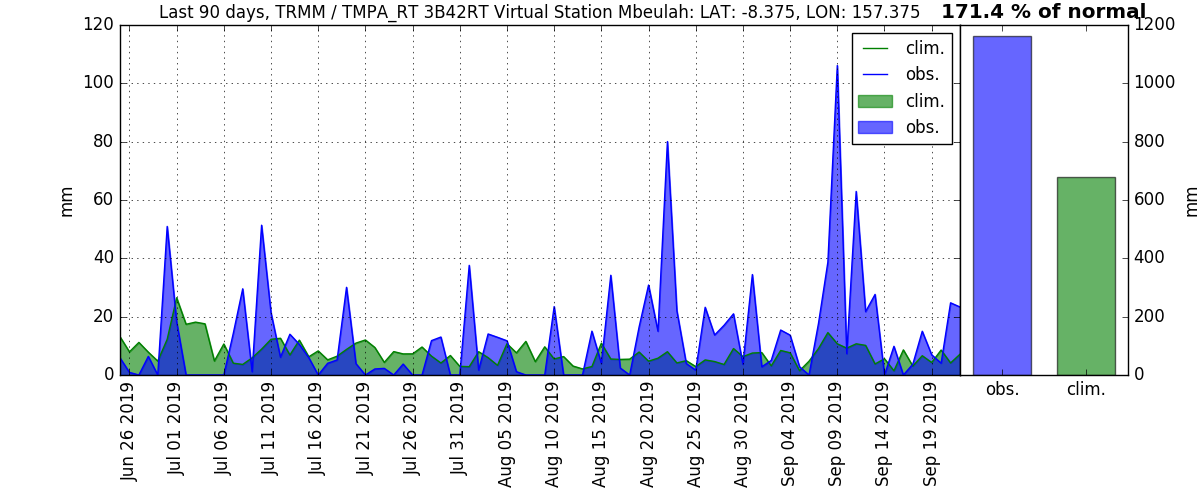 Last 90 days, TRMM / TMPA_RT 3B42RT Virtual Station Mbeulah: LAT: -8.375, LON: 157.375
171.4 % of normal
120
100
80
60
40
20
0
mm
clim.
obs.
clim.
obs.
1200
1000
800
600
400
200
0
mm
Jun 26 2019
Jul 01 2019
Jul 06 2019
Jul 11 2019
Jul 16 2019
Jul 21 2019
Jul 26 2019
Jul 31 2019
Aug 05 2019
Aug 10 2019
Aug 15 2019
Aug 20 2019
Aug 25 2019
Aug 30 2019
Sep 04 2019
Sep 09 2019
Sep 14 2019
Sep 19 2019
obs.
clim.